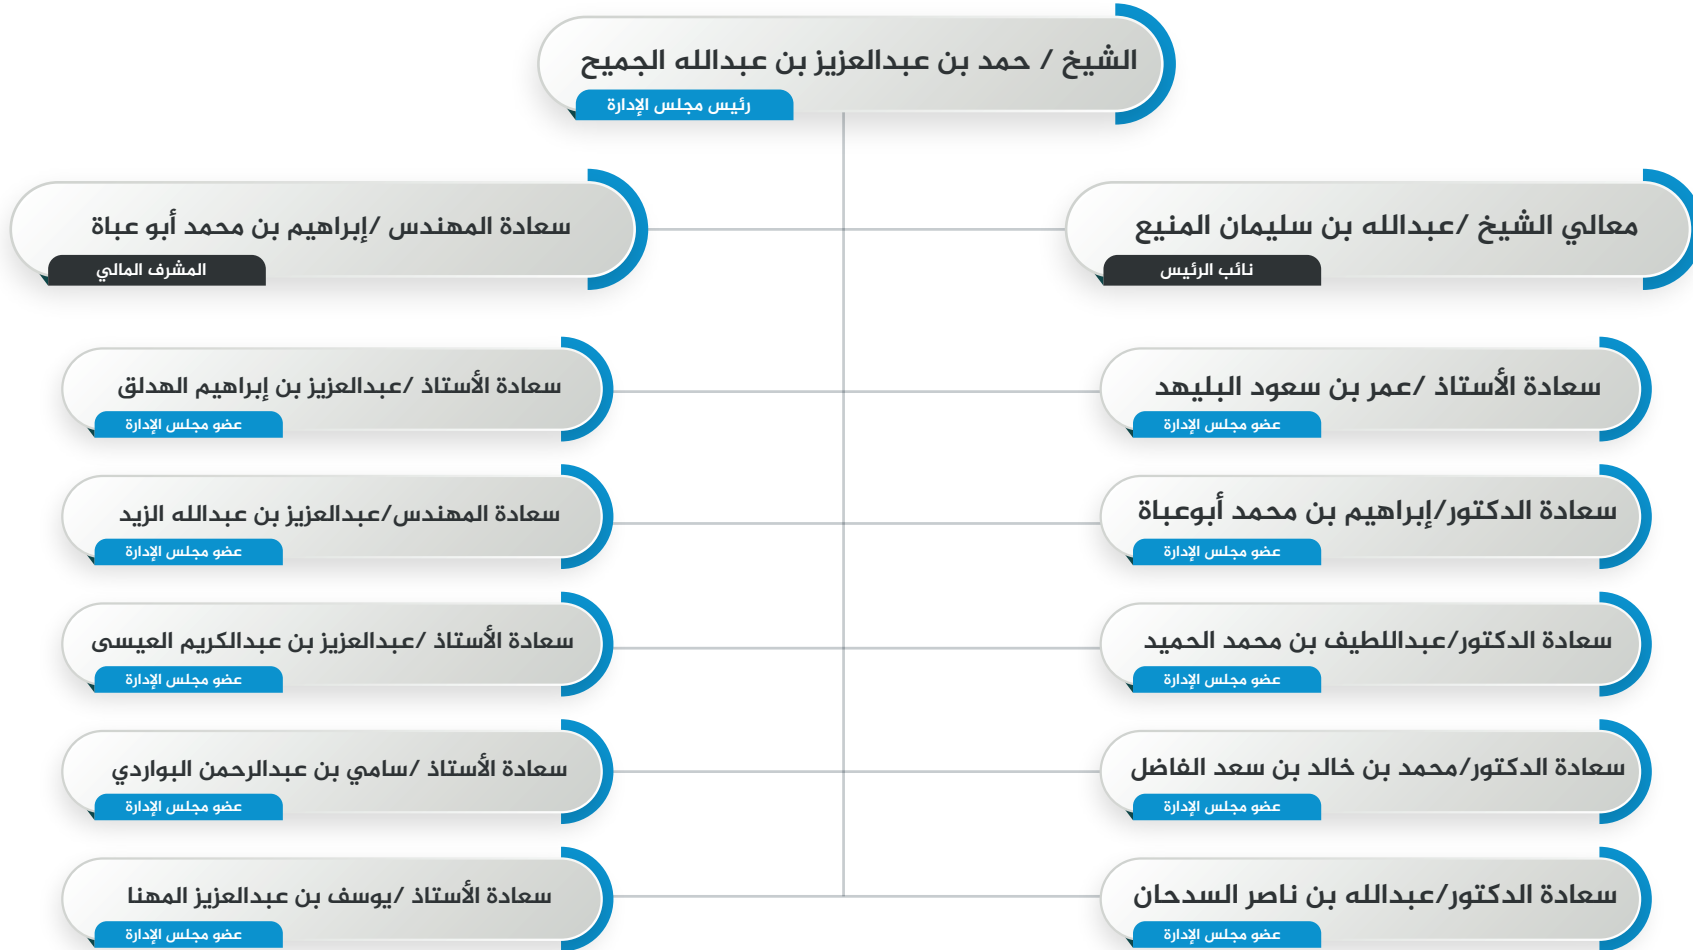 الشيخ / حمد بن عبدالعزيز بن عبدالله الجميح
رئيس مجلس الإدارة
معالي الشيخ /عبدالله بن سليمان المنيع
نائب الرئيس
سعادة المهندس /إبراهيم بن محمد أبو عباة
المشرف المالي
سعادة الأستاذ /عمر بن سعود البليهد
عضو مجلس الإدارة
سعادة الأستاذ /عبدالعزيز بن إبراهيم الهدلق
عضو مجلس الإدارة
سعادة الدكتور/إبراهيم بن محمد أبوعباة
عضو مجلس الإدارة
سعادة المهندس/عبدالعزيز بن عبدالله الزيد
عضو مجلس الإدارة
سعادة الدكتور/عبداللطيف بن محمد الحميد
عضو مجلس الإدارة
سعادة الأستاذ /عبدالعزيز بن عبدالكريم العيسى
عضو مجلس الإدارة
سعادة الدكتور/محمد بن خالد بن سعد الفاضل
عضو مجلس الإدارة
سعادة الأستاذ /سامي بن عبدالرحمن البواردي
عضو مجلس الإدارة
سعادة الدكتور/عبدالله بن ناصر السدحان
عضو مجلس الإدارة
سعادة الأستاذ /يوسف بن عبدالعزيز المهنا
عضو مجلس الإدارة